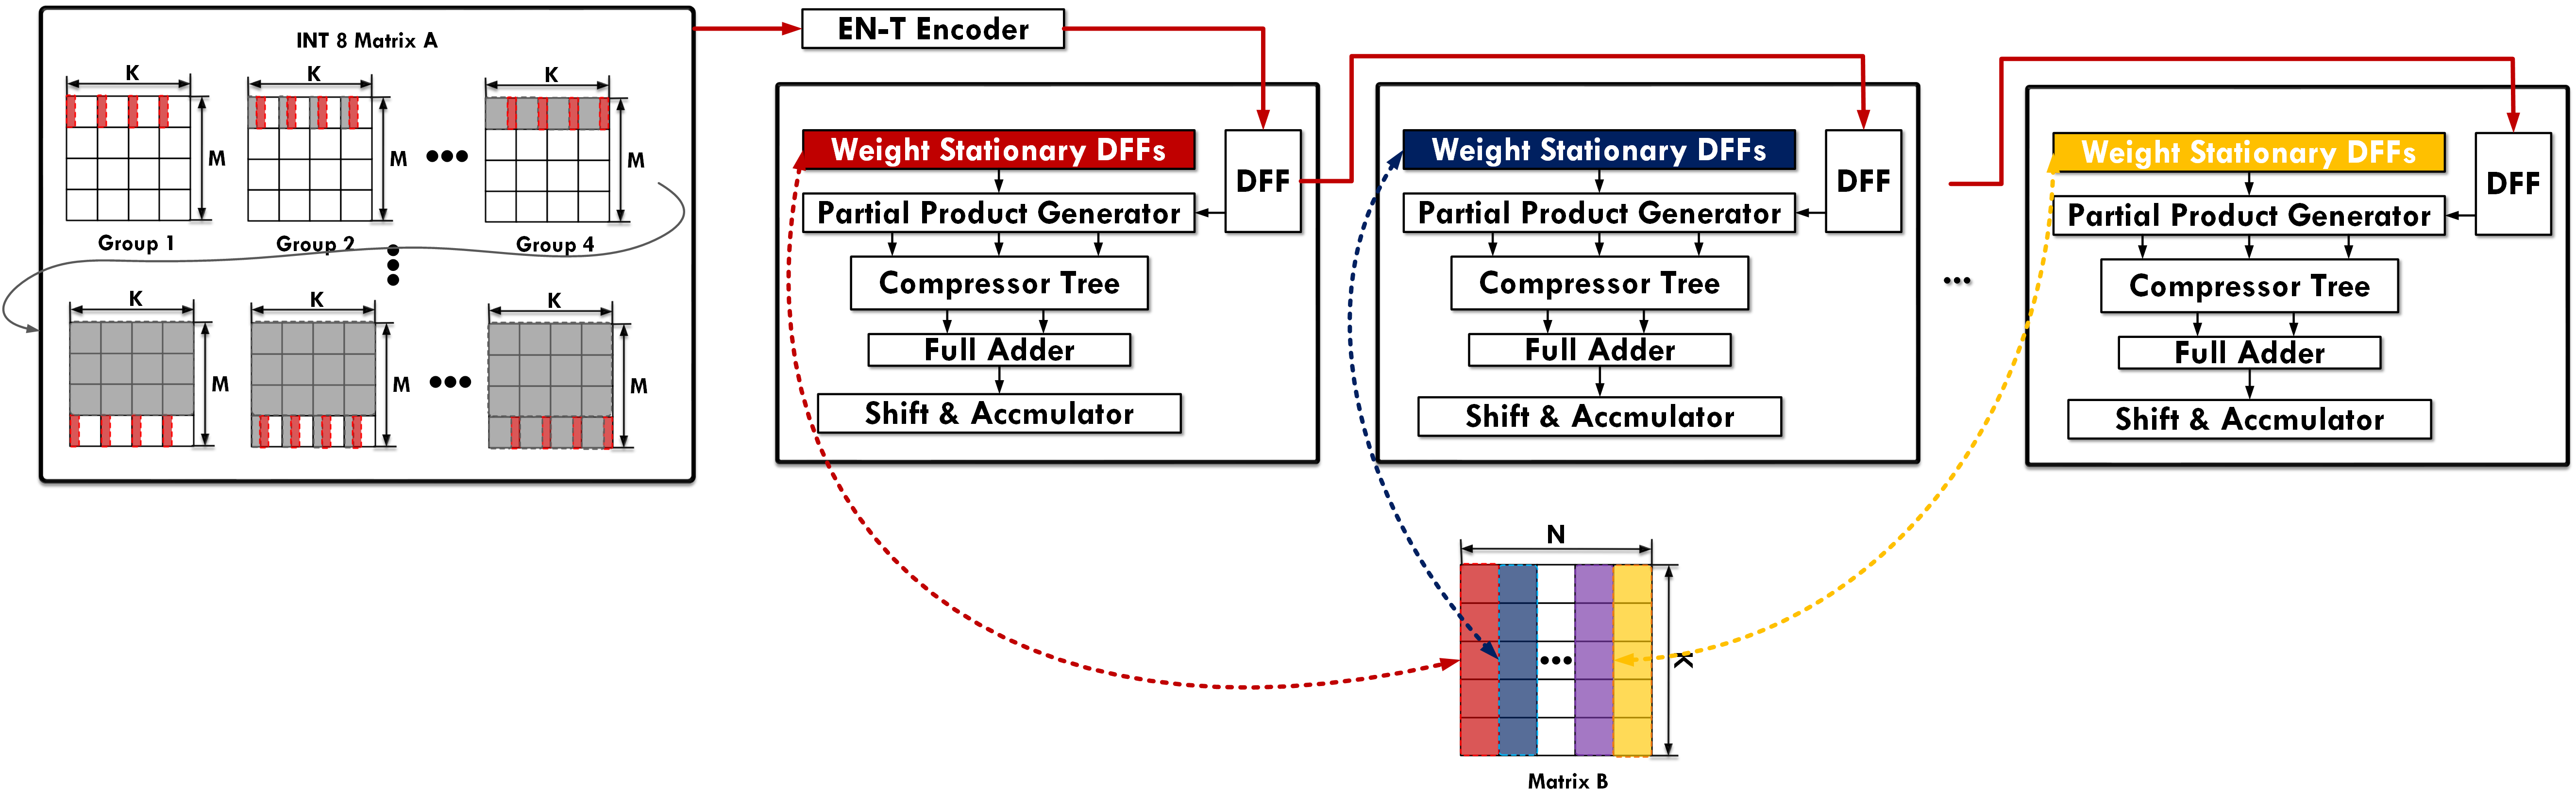 INT 8 Matrix A
K
K
K
M
M
M
Group 1
Group 2
Group 4
K
K
K
M
M
M
EN-T Encoder
Weight Stationary DFFs
DFF
Partial Product Generator
Compressor Tree
Full Adder
Shift & Accmulator
Weight Stationary DFFs
DFF
Partial Product Generator
Compressor Tree
Full Adder
Shift & Accmulator
...
Weight Stationary DFFs
DFF
Partial Product Generator
Compressor Tree
Full Adder
Shift & Accmulator
N
K
Matrix B